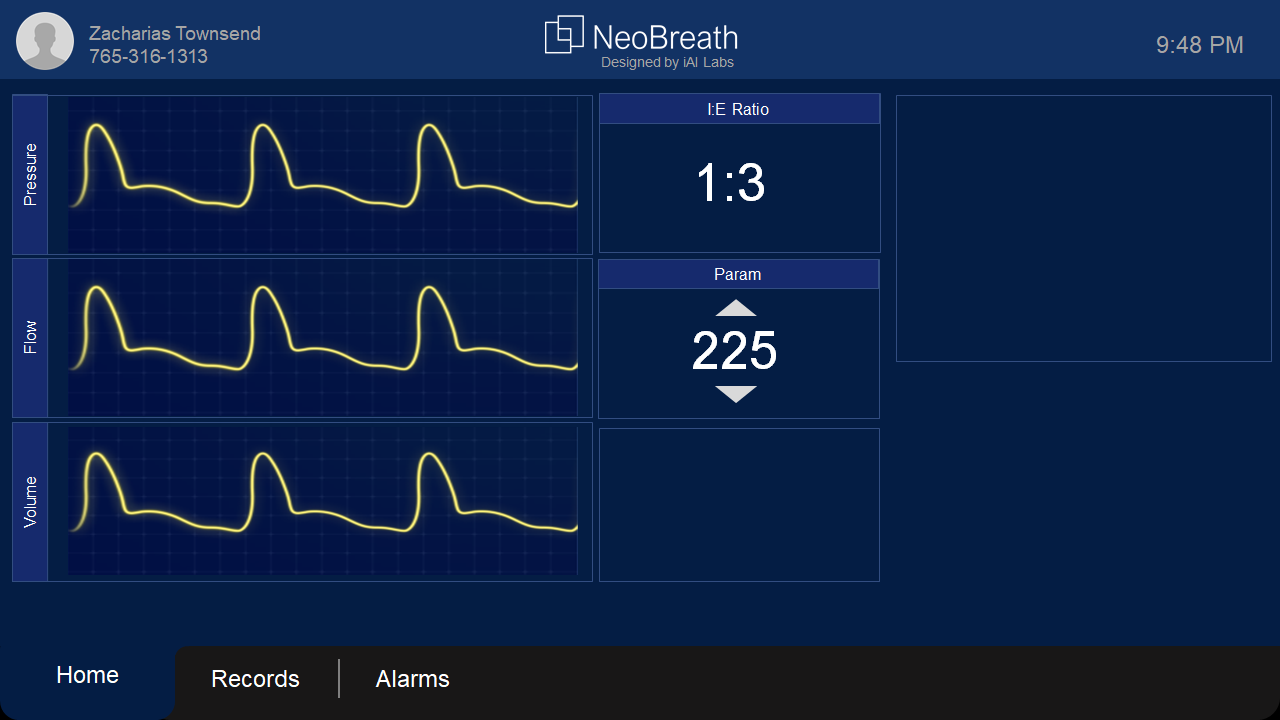 Zacharias Townsend
765-316-1313
NeoBreath
Designed by iAI Labs
9:48 PM
Pressure
I:E Ratio
1:3
Flow
Param
225
Volume
Home
Records
Alarms